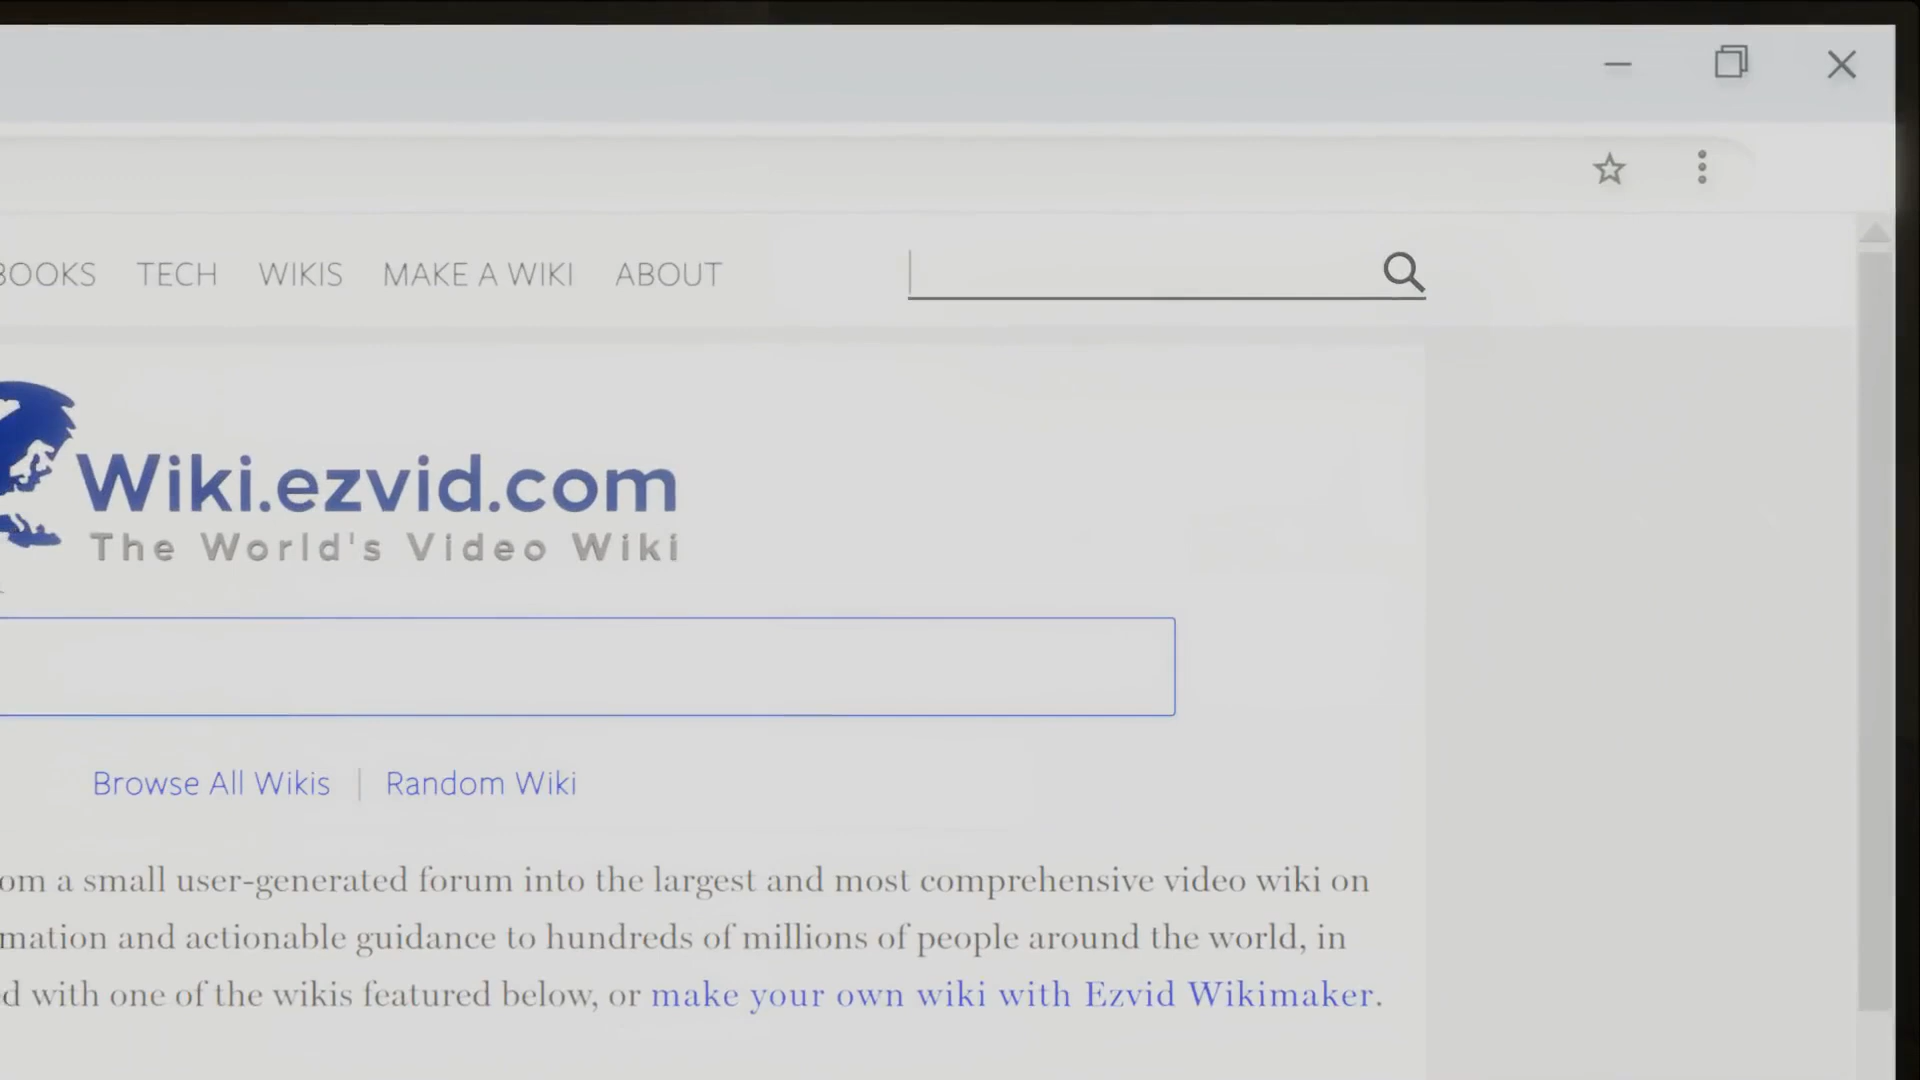 BOOKS TECH WIKIS MAKE A WIKI ABOUT
Wiki.ezvid.com
The World's Video Wiki
Browse All Wikis | Random Wiki
om a small user-generated forum into the largest and most comprehensive video wiki on
mation and actionable guidance to hundreds of millions of people around the world, in
d with one of the wikis featured below, or make your own wiki with Ezvid Wikimaker.